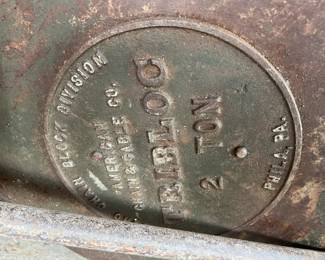 CHAIN BLOCK DIVISION
AMERICAN
CHAIN & CABLE CO.
TRIBLOC
2 TON
PHILA. PA.